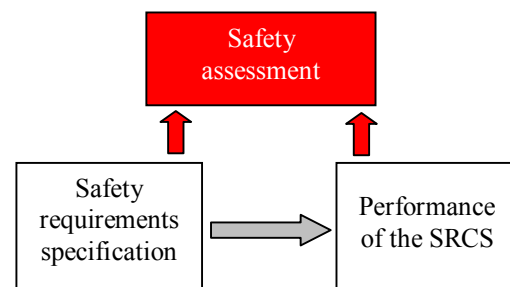 Safety
assessment
Safety
requirements
specification
Performance
of the SRCS